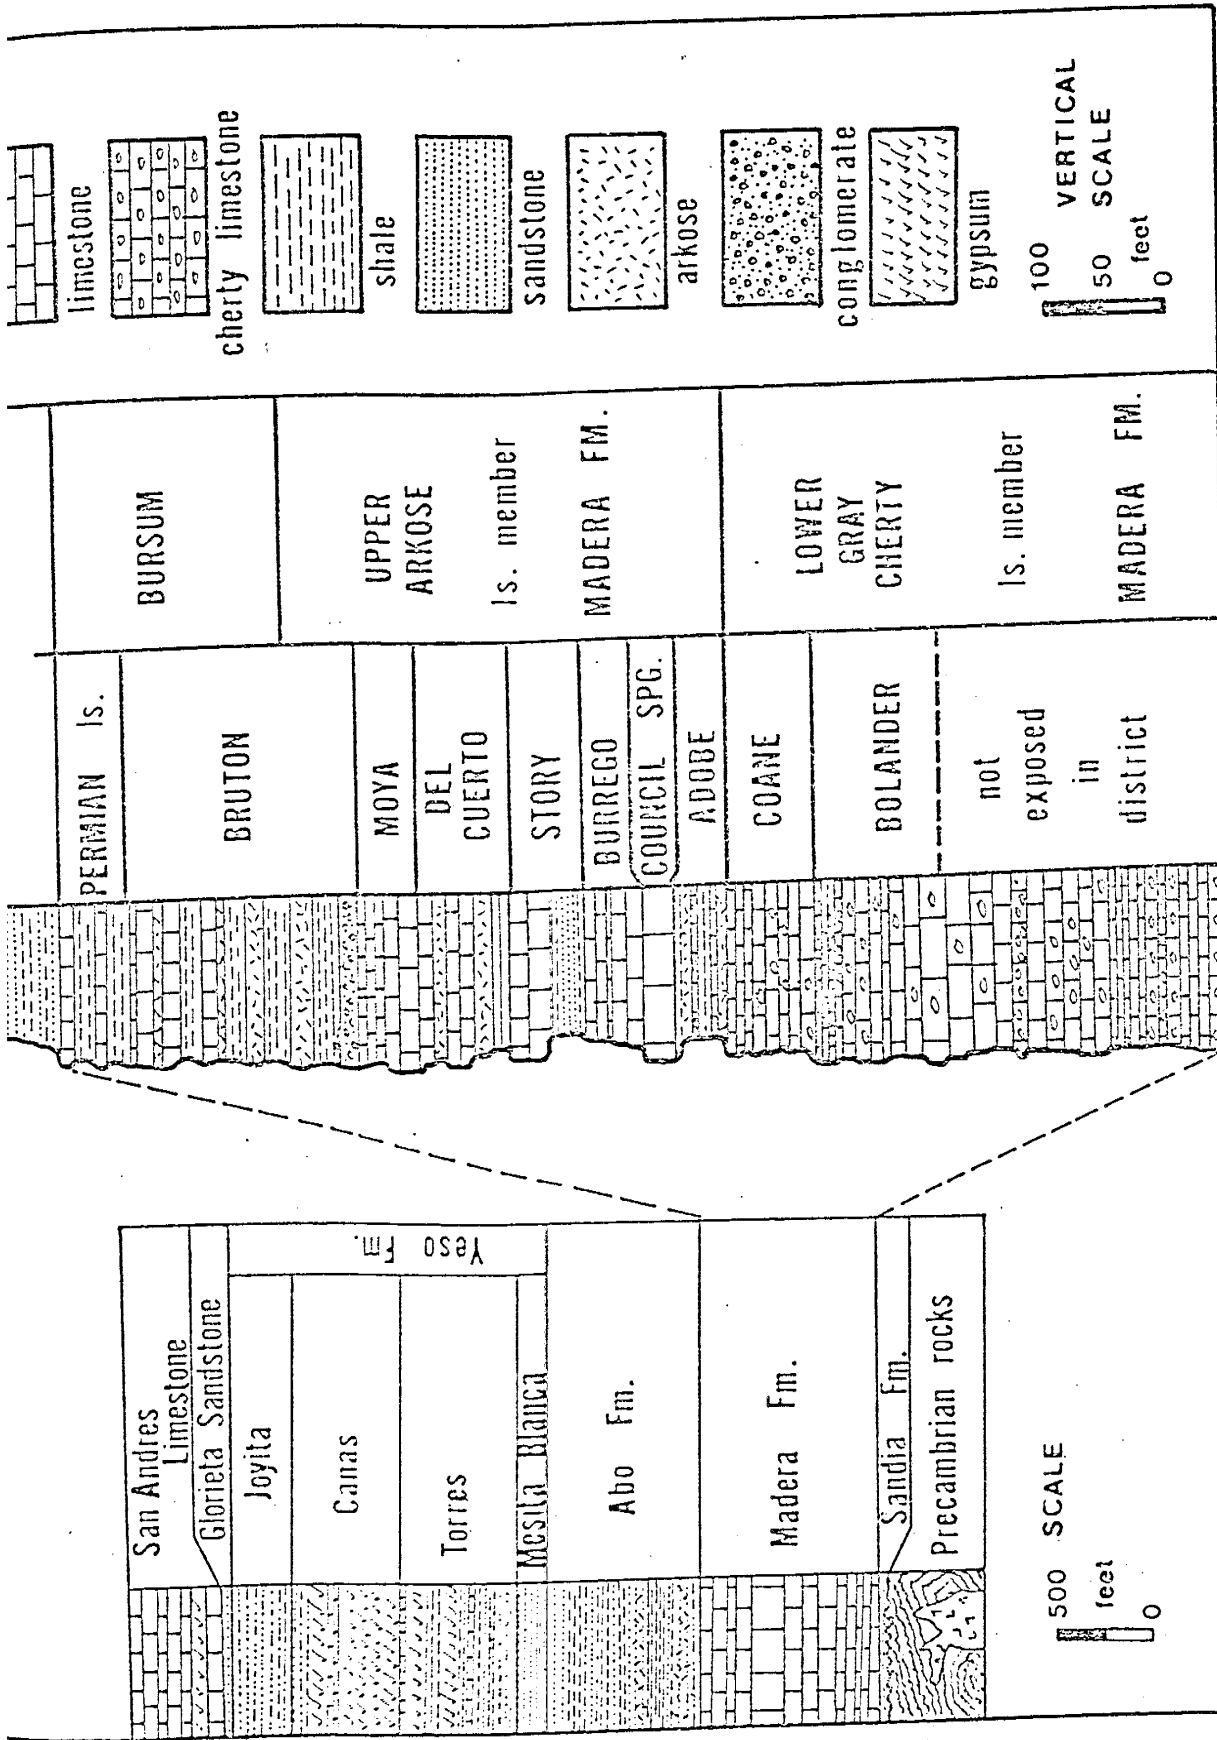 San Andres
Limestone
Glorieta Sandstone
Joyita
Canas
Torres
Mesita Blanca
Yeso Fm.
Abo Fm.
Madera Fm.
Sandia Fm.
Precambrian rocks
500 SCALE
feet
0
PERMIAN ls.
BRUTON
MOYA
DEL
CUERTO
STORY
BURREGO
COUNCIL SPG.
ADOBE
COANE
BOLANDER
not
exposed
in
district
BURSUM
UPPER
ARKOSE
ls. member
MADERA FM.
LOWER
GRAY
CHERTY
ls. member
MADERA FM.
limestone
cherty limestone
shale
sandstone
arkose
conglomerate
gypsum
100 VERTICAL
50 SCALE
feet
0